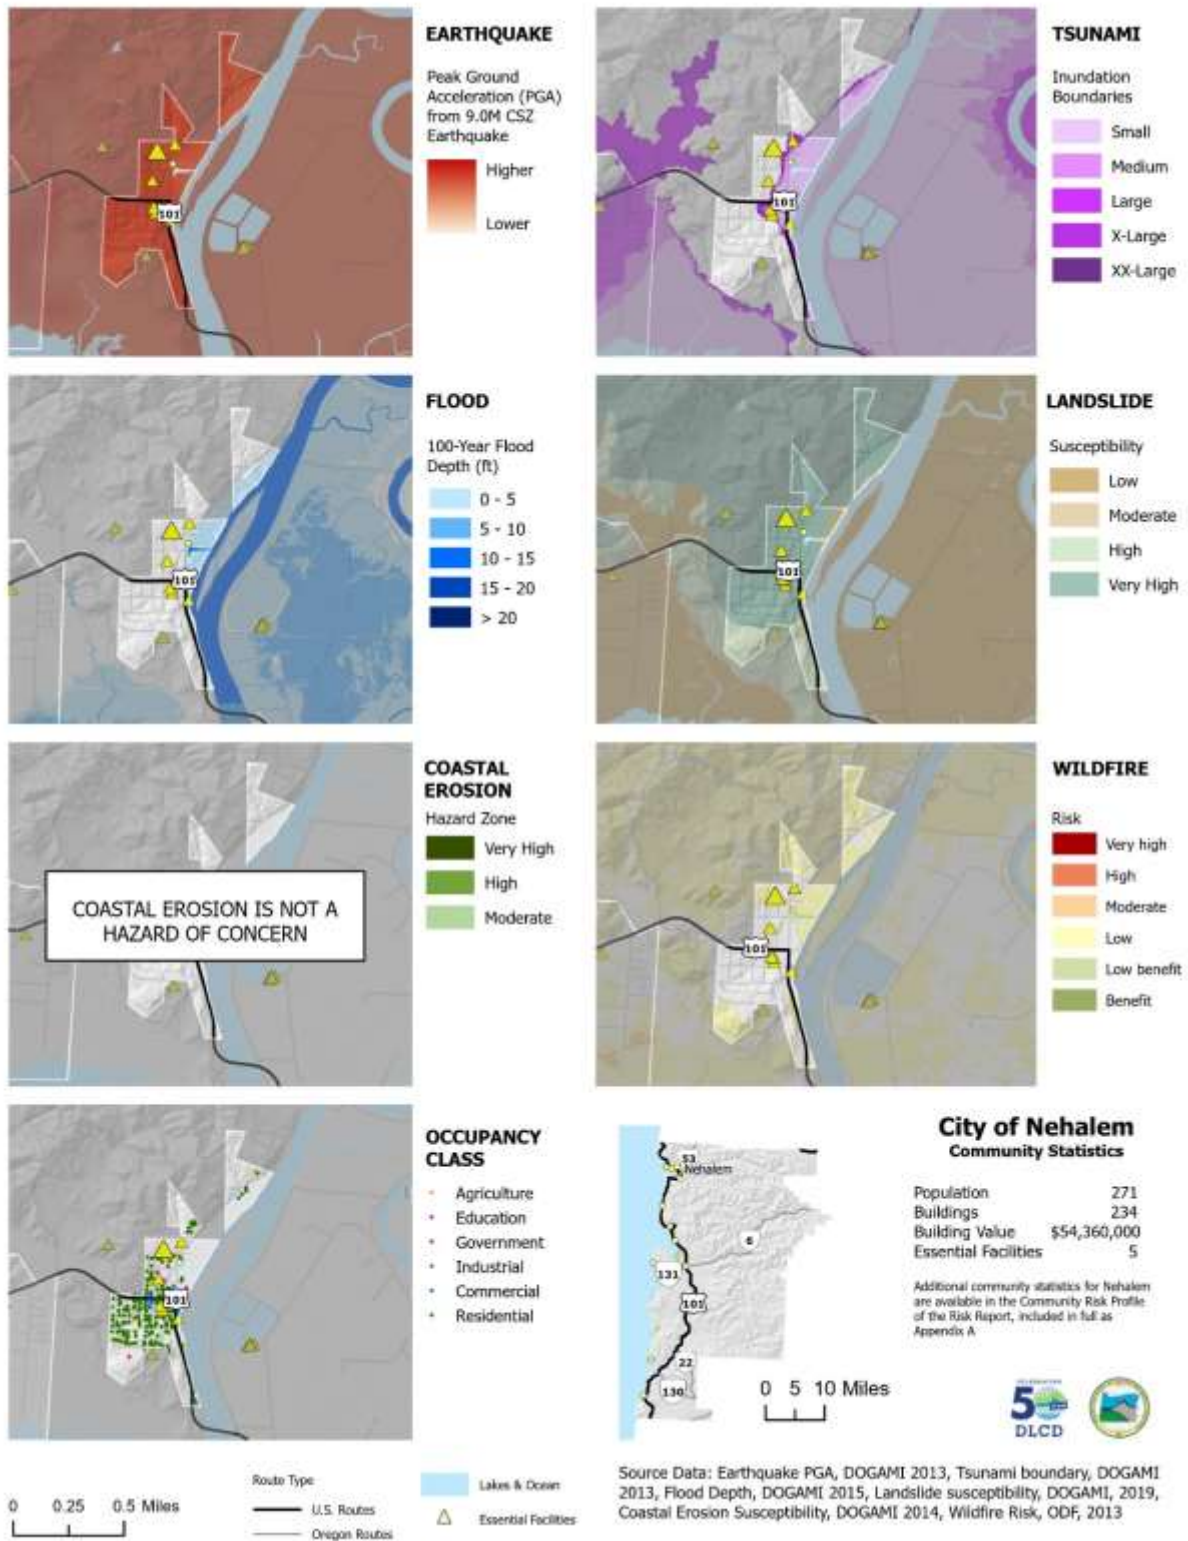 EARTHQUAKE
Peak Ground
Acceleration (PGA)
from 9.0M CSZ
Earthquake
Higher
Lower
101
TSUNAMI
Inundation
Boundaries
Small
Medium
Large
X-Large
XX-Large
101
FLOOD
100-Year Flood
Depth (ft)
0 - 5
5 - 10
10 - 15
15 - 20
> 20
101
LANDSLIDE
Susceptibility
Low
Moderate
High
Very High
101
COASTAL
EROSION
Hazard Zone
Very High
High
Moderate
COASTAL EROSION IS NOT A
HAZARD OF CONCERN
WILDFIRE
Risk
Very high
High
Moderate
Low
Low benefit
Benefit
101
OCCUPANCY
CLASS
Agriculture
Education
Government
Industrial
Commercial
Residential
101
53
Nehalem
6
131
101
22
130
0 5 10 Miles
City of Nehalem
Community Statistics
Population 271
Buildings 234
Building Value $54,360,000
Essential Facilities 5
Additional community statistics for Nehalem
are available in the Community Risk Profile
of the Risk Report, included in full as
Appendix A
50
DLCD
0 0.25 0.5 Miles
Route Type
U.S. Routes
Oregon Routes
Lakes & Ocean
Essential Facilities
Source Data: Earthquake PGA, DOGAMI 2013, Tsunami boundary, DOGAMI
2013, Flood Depth, DOGAMI 2015, Landslide susceptibility, DOGAMI, 2019,
Coastal Erosion Susceptibility, DOGAMI 2014, Wildfire Risk, ODF, 2013